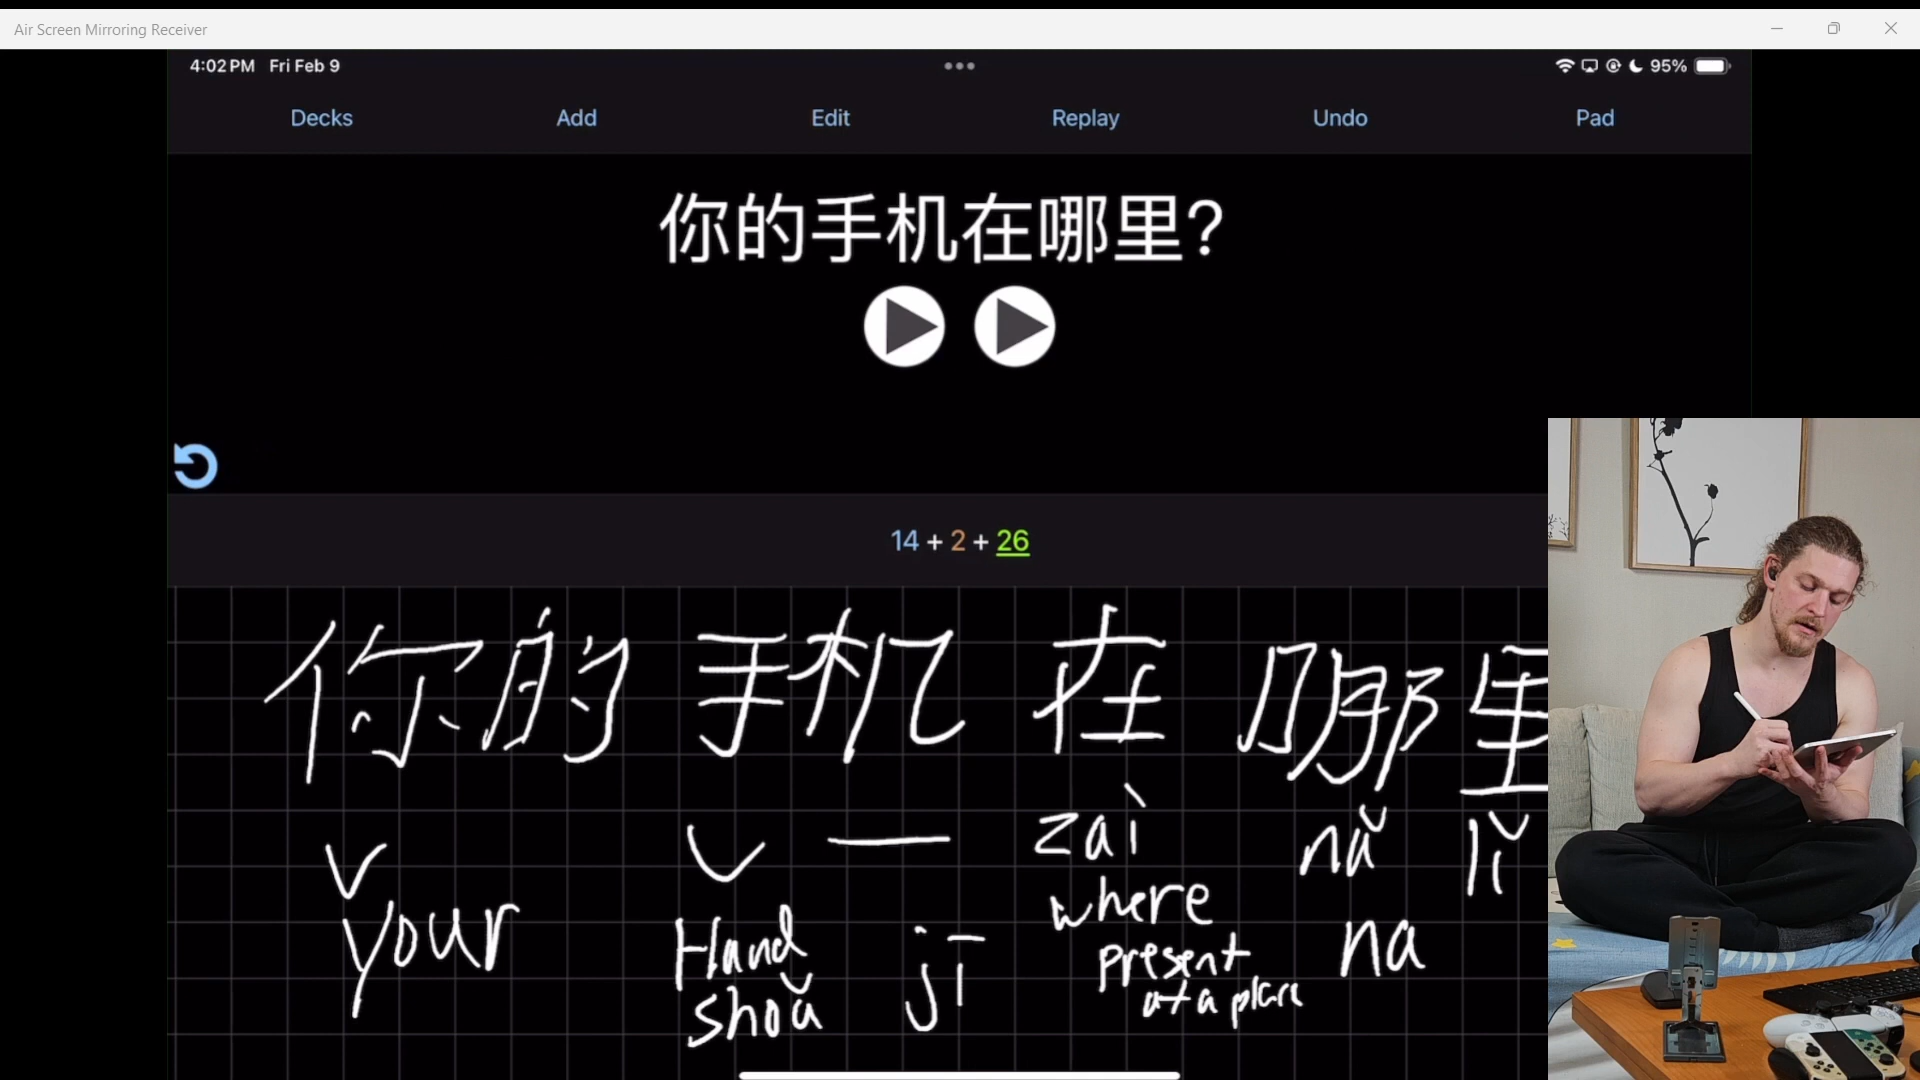 Air Screen Mirroring Receiver
4:02 PM Fri Feb 9
95%
Decks Add Edit Replay Undo Pad
你的手机在哪里?
14 + 2 + 26
你的 手机 在 哪里
zài nǎ lǐ
your
where
Hand
jī
present
na
at a place
shoǔ